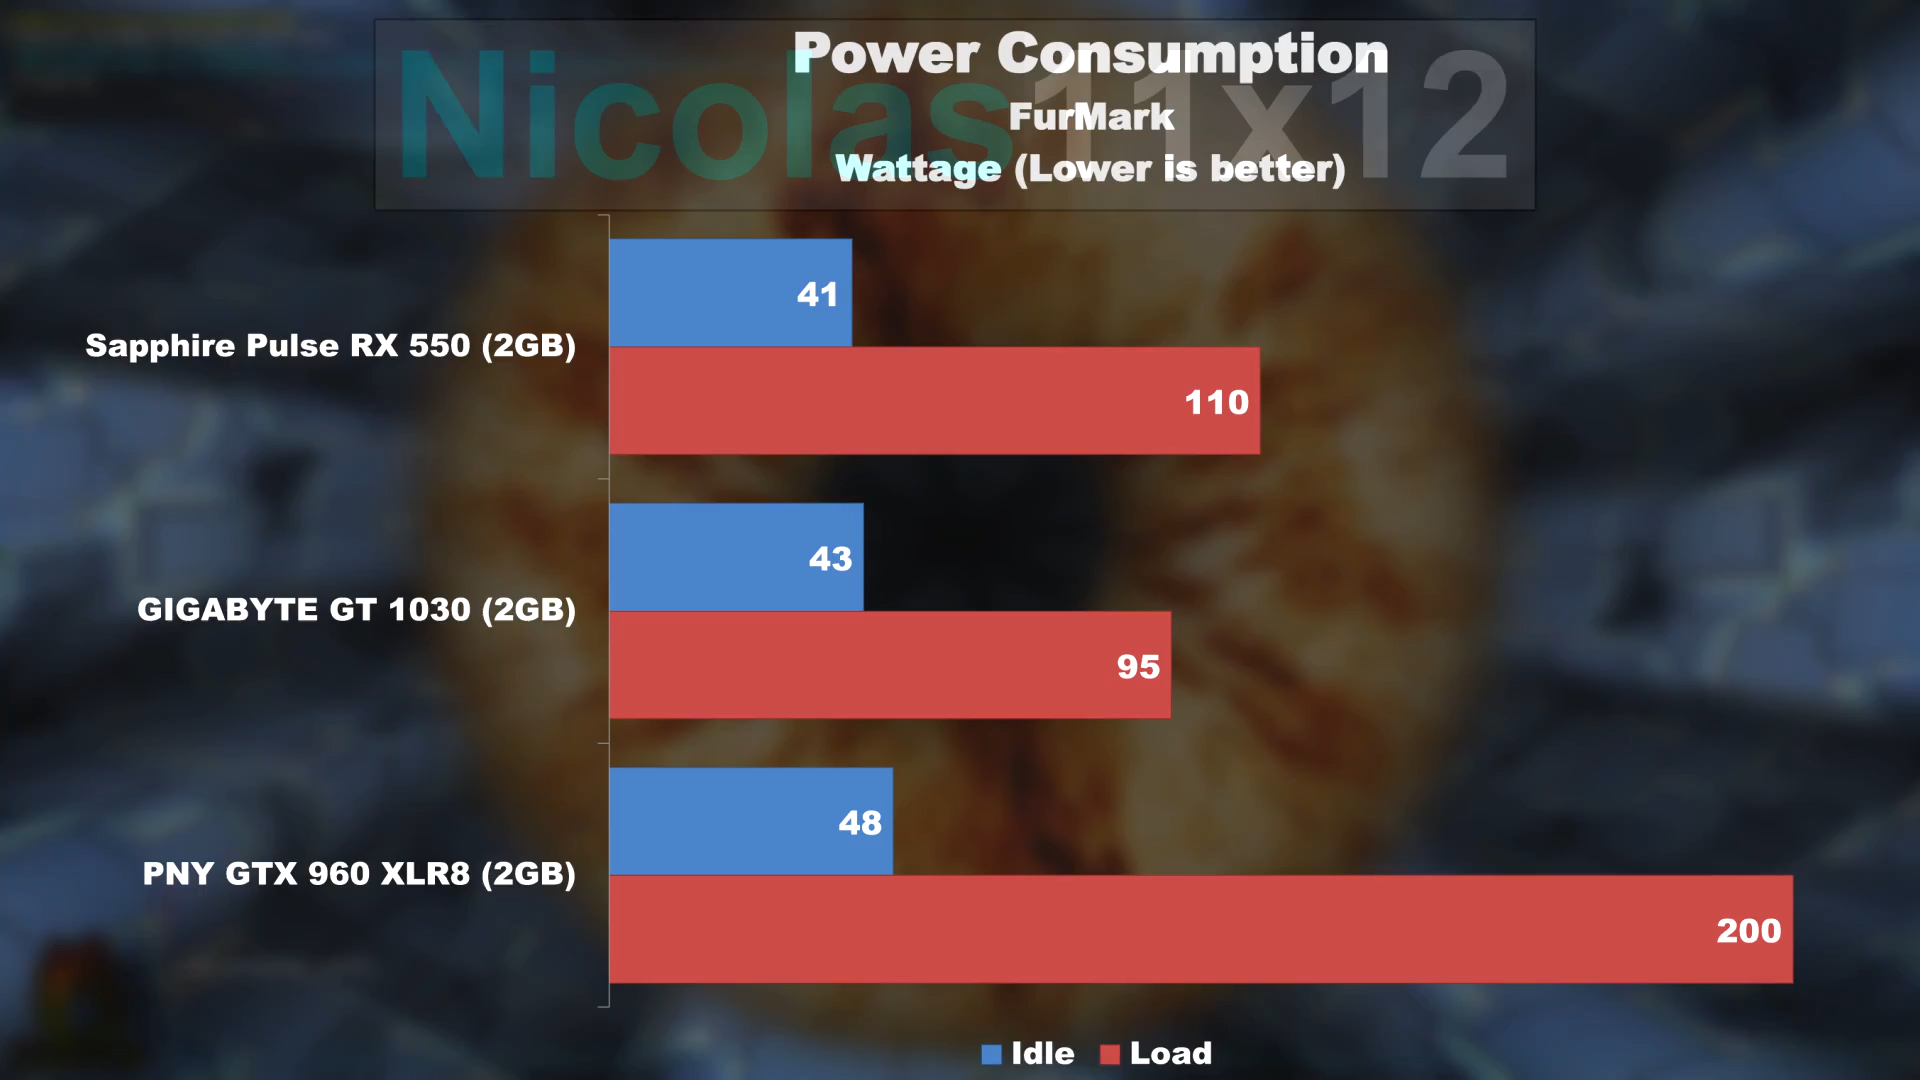 Nicolas11x12
Power Consumption
FurMark
Wattage (Lower is better)
Sapphire Pulse RX 550 (2GB)
41
110
GIGABYTE GT 1030 (2GB)
43
95
PNY GTX 960 XLR8 (2GB)
48
200
Idle
Load